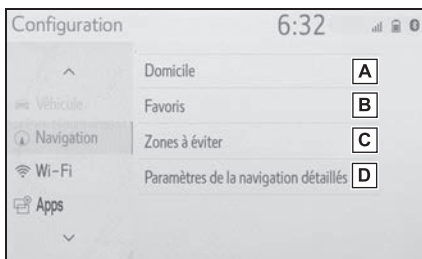 Configuration 6:32
Domicile A
Véhicule
Favoris B
Navigation
Zones à éviter C
Wi-Fi
Paramètres de la navigation détaillés D
Apps